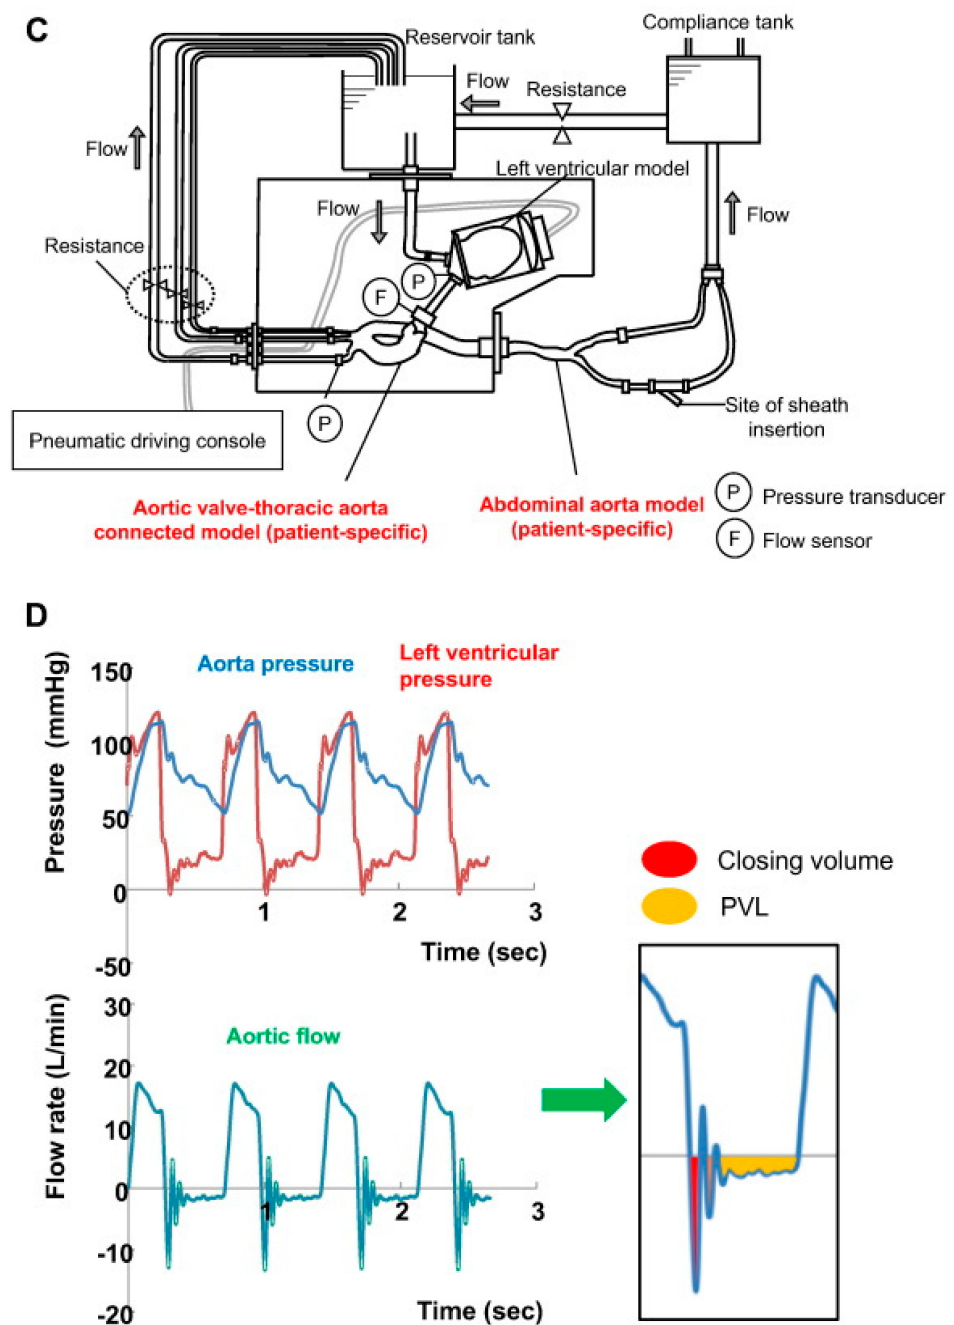 C
Compliance tank
Reservoir tank
Flow
Resistance
Flow
Left ventricular model
Flow
Flow
Resistance
P
F
P
Site of sheath
insertion
Pneumatic driving console
P Pressure transducer
F Flow sensor
Aortic valve-thoracic aorta
connected model (patient-specific)
Abdominal aorta model
(patient-specific)
D
Pressure (mmHg)
150
100
50
0
-50
Aorta pressure
Left ventricular
pressure
1 2 3
Time (sec)
Closing volume
PVL
Flow rate (L/min)
30
20
10
0
-10
-20
Aortic flow
1 2 3
Time (sec)